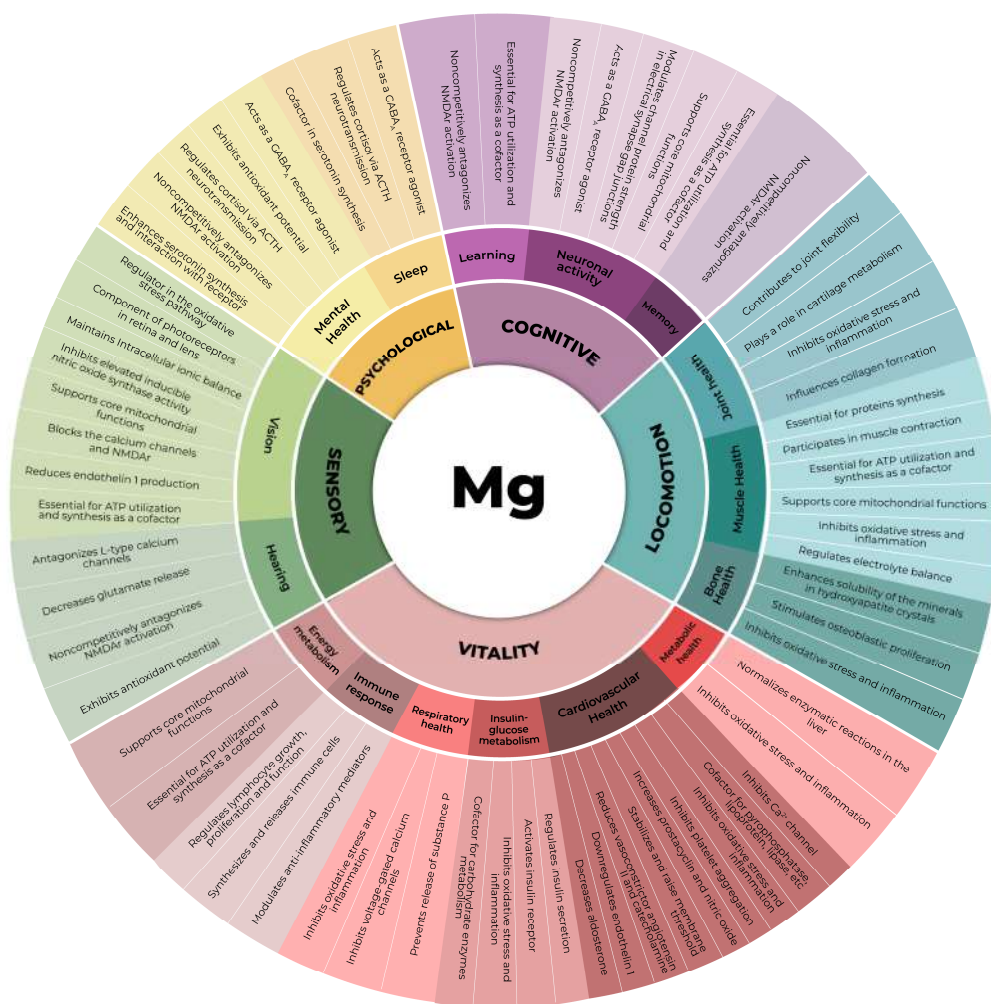 Mg
COGNITIVE
LOCOMOTION
VITALITY
SENSORY
PSYCHOLOGICAL
Learning
Neuronal
activity
Memory
Joint health
Muscle Health
Bone
Health
Metabolic
health
Cardiovascular
Health
Insulin-
glucose
metabolism
Respiratory
health
Immune
response
Energy
metabolism
Hearing
Vision
Mental
Health
Sleep
Noncompetitively antagonizes
NMDAr activation
Essential for ATP utilization and
synthesis as a cofactor
Noncompetitively antagonizes
NMDAr activation
Acts as a CABA A receptor agonist
Modulates channel protein strength
in electrical synapse gap junctions
Supports core mitochondrial
functions
Essential for ATP utilization and
synthesis as a cofactor
Noncompetitively antagonizes
NMDAr activation
Contributes to joint flexibility
Plays a role in cartilage metabolism
Inhibits oxidative stress and
inflammation
Influences collagen formation
Essential for proteins synthesis
Participates in muscle contraction
Essential for ATP utilization and
synthesis as a cofactor
Supports core mitochondrial functions
Inhibits oxidative stress and
inflammation
Regulates electrolyte balance
Enhances solubility of the minerals
in hydroxyapatite crystals
Stimulates osteoblastic proliferation
Inhibits oxidative stress and inflammation
Normalizes enzymatic reactions in the
liver
Inhibits oxidative stress and inflammation
Inhibits Ca²⁺ channel
Cofactor for pyrophosphatase,
lipoprotein, lipase, etc
Inhibits oxidative stress and
inflammation
Inhibits platelet aggregation
Increases prostacyclin and nitric oxide
Stabilises and raise membrane
threshold
Reduces vasoconstrictor angiotensin
II and catecholamine
Downregulates endothelin 1
Decreases aldosterone
Regulates insulin secretion
Activates insulin receptor
Inhibits oxidative stress and
inflammation
Cofactor for carbohydrate enzymes
metabolism
Prevents release of substance P
Inhibits voltage-gated calcium
channels
Inhibits oxidative stress and
inflammation
Modulates anti-inflammatory mediators
Synthesizes and releases immune cells
Regulates lymphocyte growth,
proliferation and function
Essential for ATP utilization and
synthesis as a cofactor
Supports core mitochondrial
functions
Exhibits antioxidant potential
Noncompetitively antagonizes
NMDAr activation
Decreases glutamate release
Antagonizes L-type calcium
channels
Essential for ATP utilization
and synthesis as a cofactor
Reduces endothelin 1 production
Blocks the calcium channels
and NMDAr
Supports core mitochondrial
functions
Inhibits elevated inducible
nitric oxide synthase activity
Maintains Intracellular ionic balance
Component of photoreceptors
in retina and lens
Regulator in the oxidative
stress pathway
Enhances serotonin synthesis
and interaction with receptor
Noncompetitively antagonizes
NMDAr activation
Regulates cortisol via ACTH
neurotransmission
Exhibits antioxidant potential
Acts as a CABA A receptor agonist
Cofactor in serotonin synthesis
Regulates cortisol via ACTH
neurotransmission
Acts as a CABA A receptor agonist